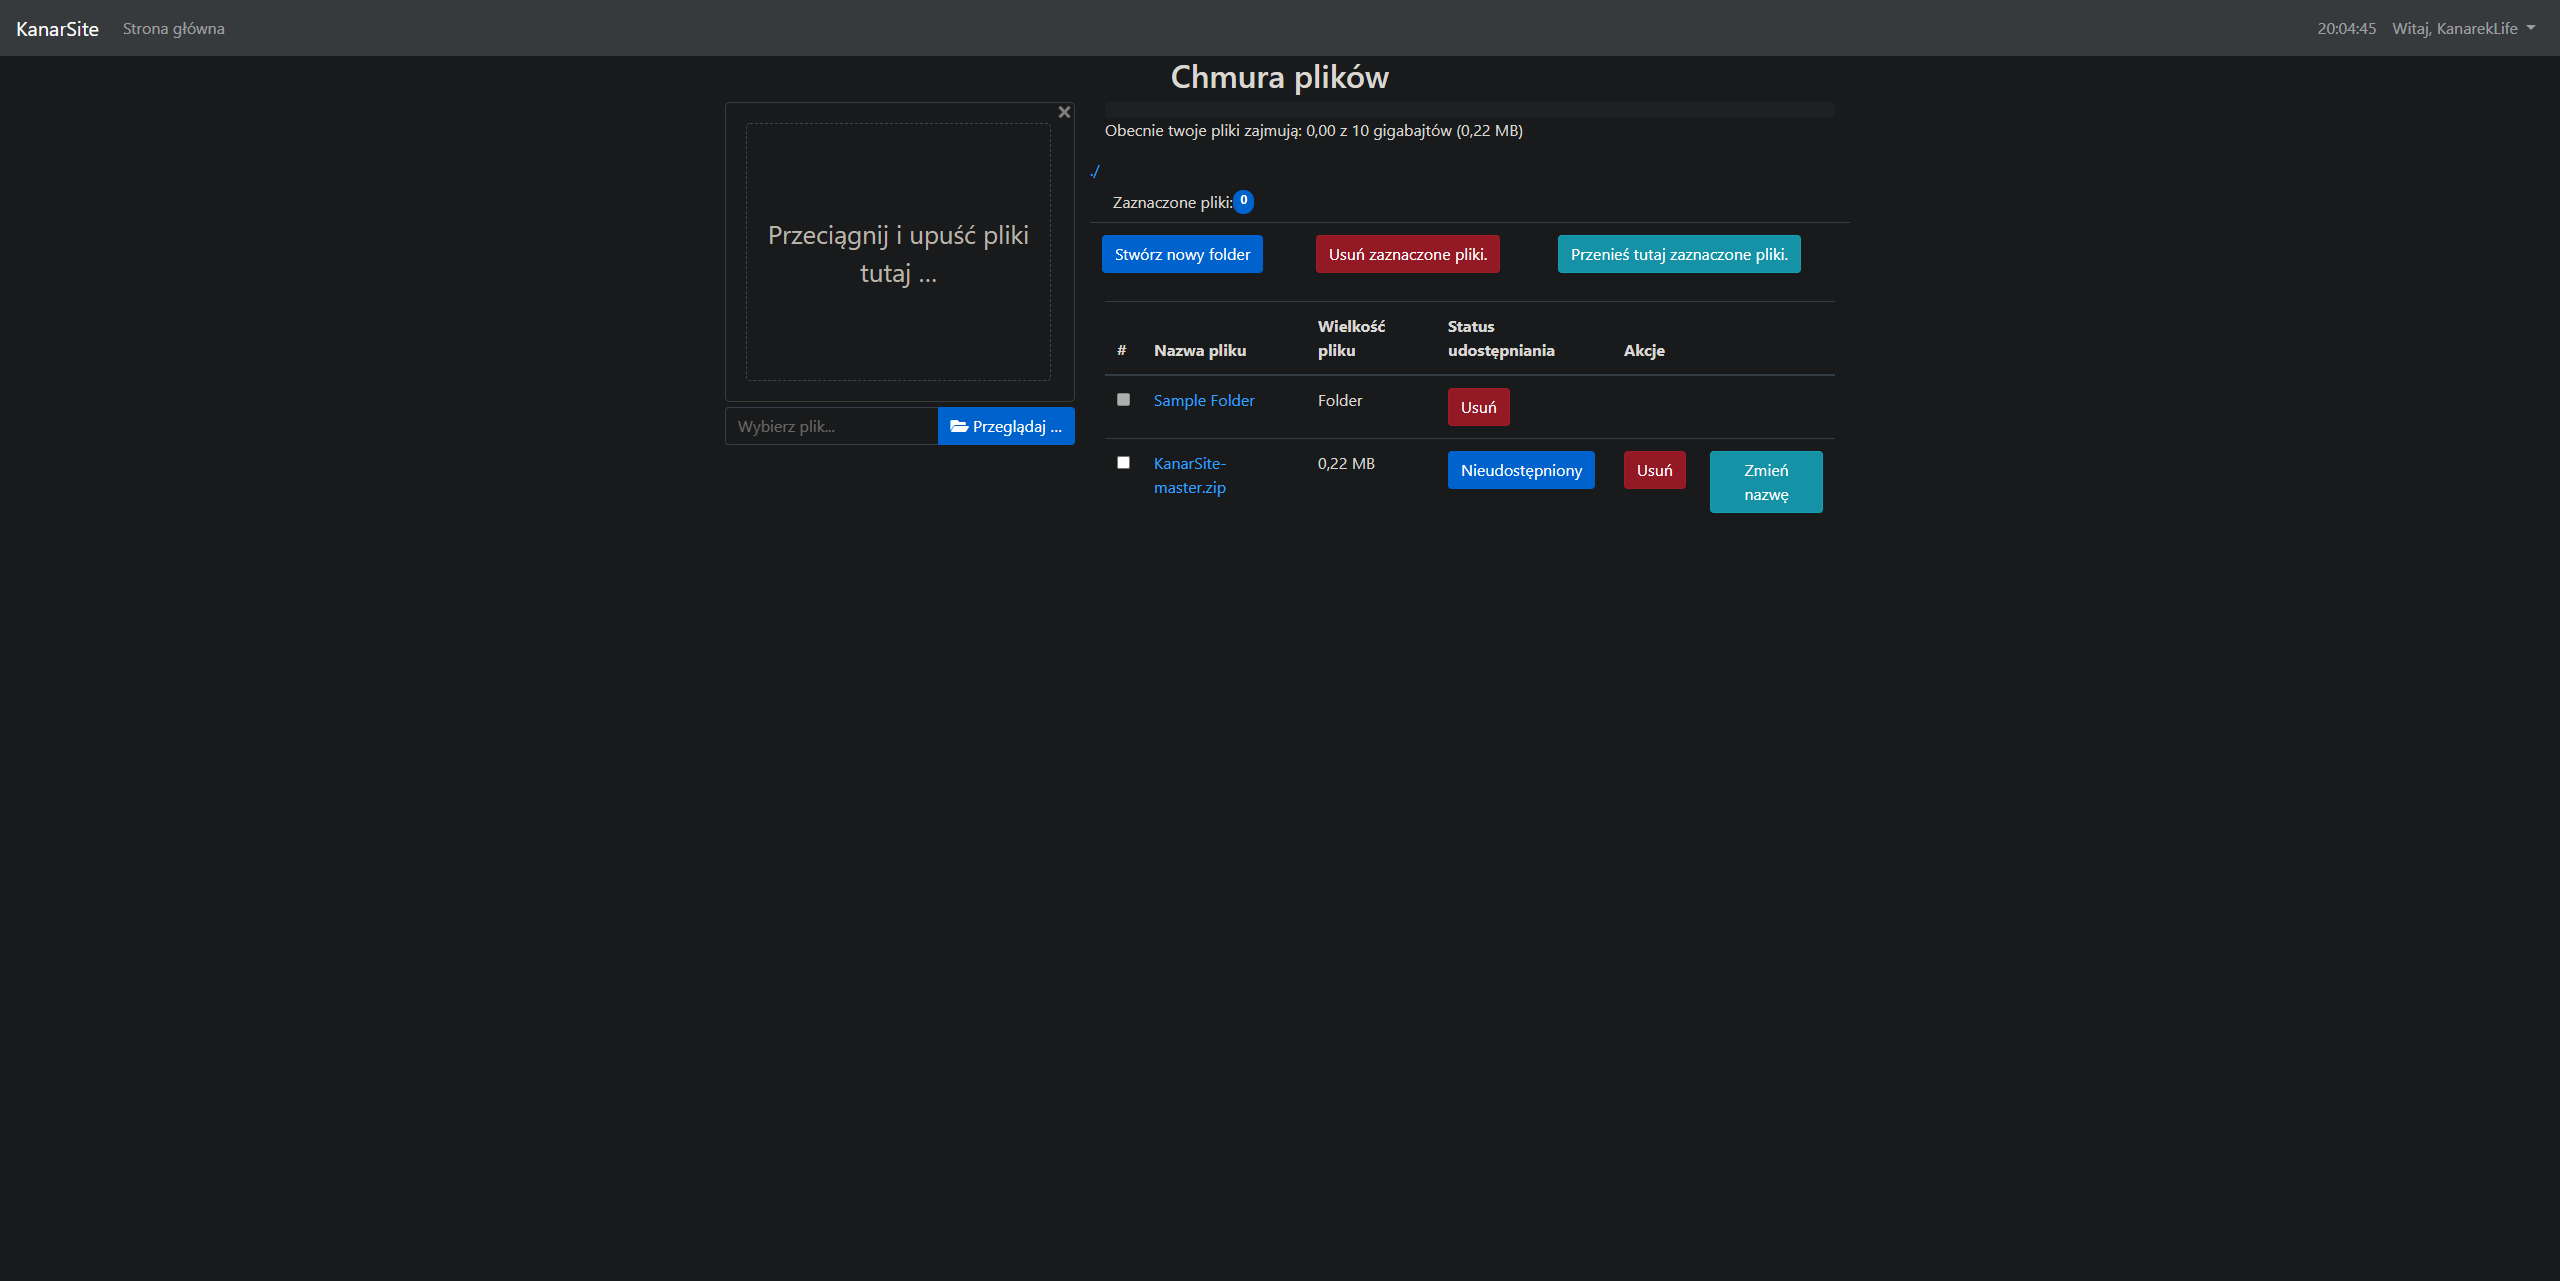 KanarSite Strona główna 20:04:45 Witaj, KanarekLife
Chmura plików
Przeciągnij i upuść pliki
tutaj ...
Wybierz plik... Przeglądaj ...
Obecnie twoje pliki zajmują: 0,00 z 10 gigabajtów (0,22 MB)
./
Zaznaczone pliki: 0
Stwórz nowy folder Usuń zaznaczone pliki. Przenieś tutaj zaznaczone pliki.
# Nazwa pliku Wielkość pliku Status udostępniania Akcje
Sample Folder Folder Usuń
KanarSite-master.zip 0,22 MB Nieudostępniony Usuń Zmień nazwę